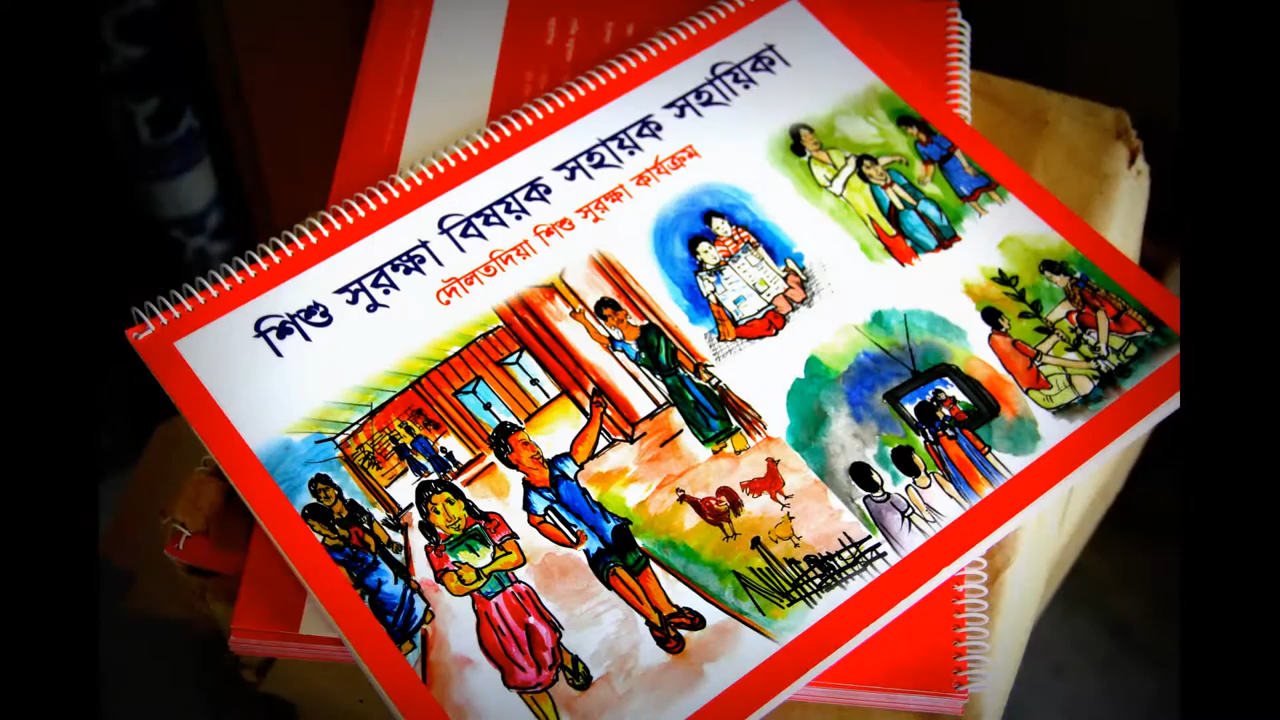 শিশু সুরক্ষা বিষয়ক সহায়ক সহায়িকা
দৌলতদিয়া শিশু সুরক্ষা কার্যক্রম